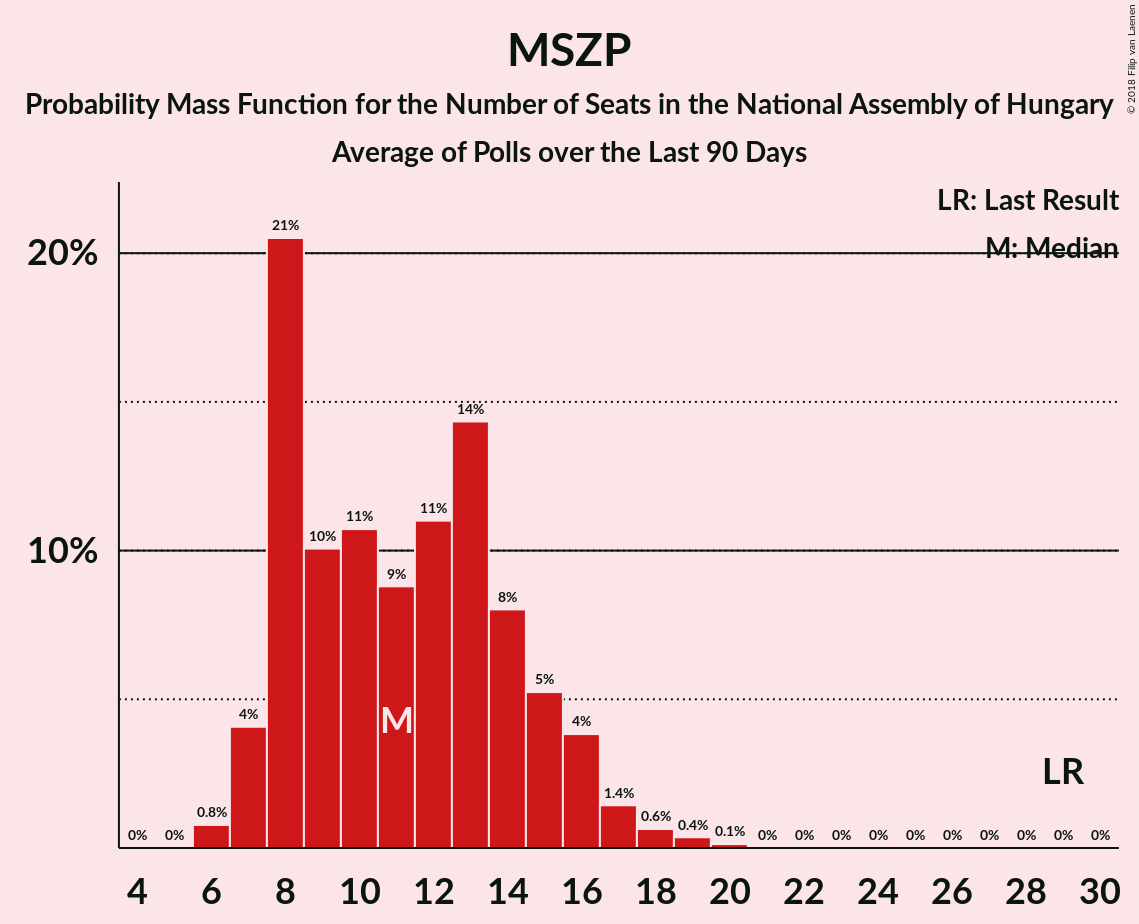 MSZP
Probability Mass Function for the Number of Seats in the National Assembly of Hungary
Average of Polls over the Last 90 Days
© 2018 Filip van Laenen
LR: Last Result
M: Median
20%
10%
0% 0% 0.8% 4% 21% 10% 11% 9% 11% 14% 8% 5% 4% 1.4% 0.6% 0.4% 0.1% 0% 0% 0% 0% 0% 0% 0% 0% 0% 0%
M
LR
4 6 8 10 12 14 16 18 20 22 24 26 28 30